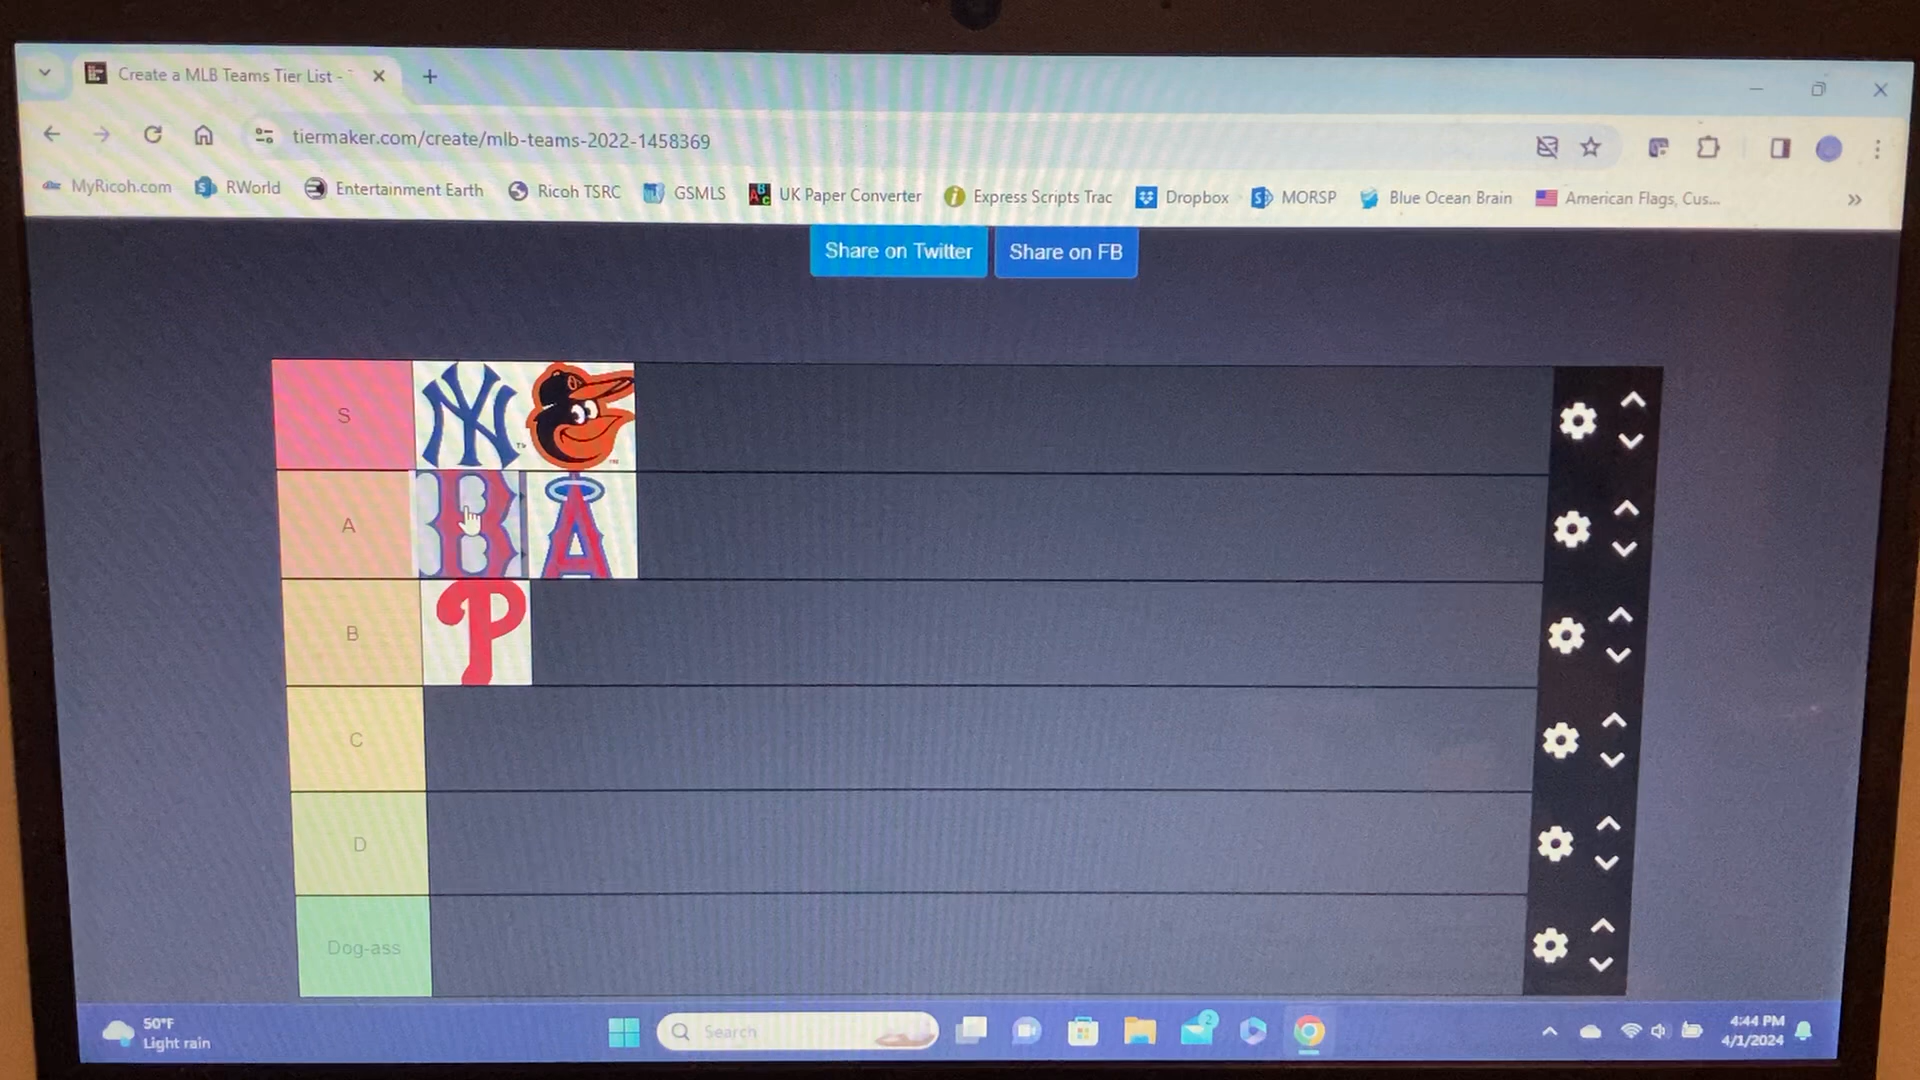 Create a MLB Teams Tier List -
tiermaker.com/create/mlb-teams-2022-1458369
MyRicoh.com RWorld Entertainment Earth Ricoh TSRC GSMLS UK Paper Converter Express Scripts Trac Dropbox MORSP Blue Ocean Brain American Flags, Cus...
Share on Twitter Share on FB
S NY
A B A
B P
C
D
Dog-ass
50°F
Light rain
Search
2
4:44 PM
4/1/2024